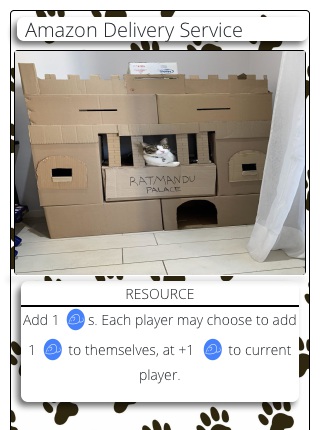 Amazon Delivery Service
RATMANDU
PALACE
RESOURCE
Add 1 s. Each player may choose to add
1 to themselves, at +1 to current
player.